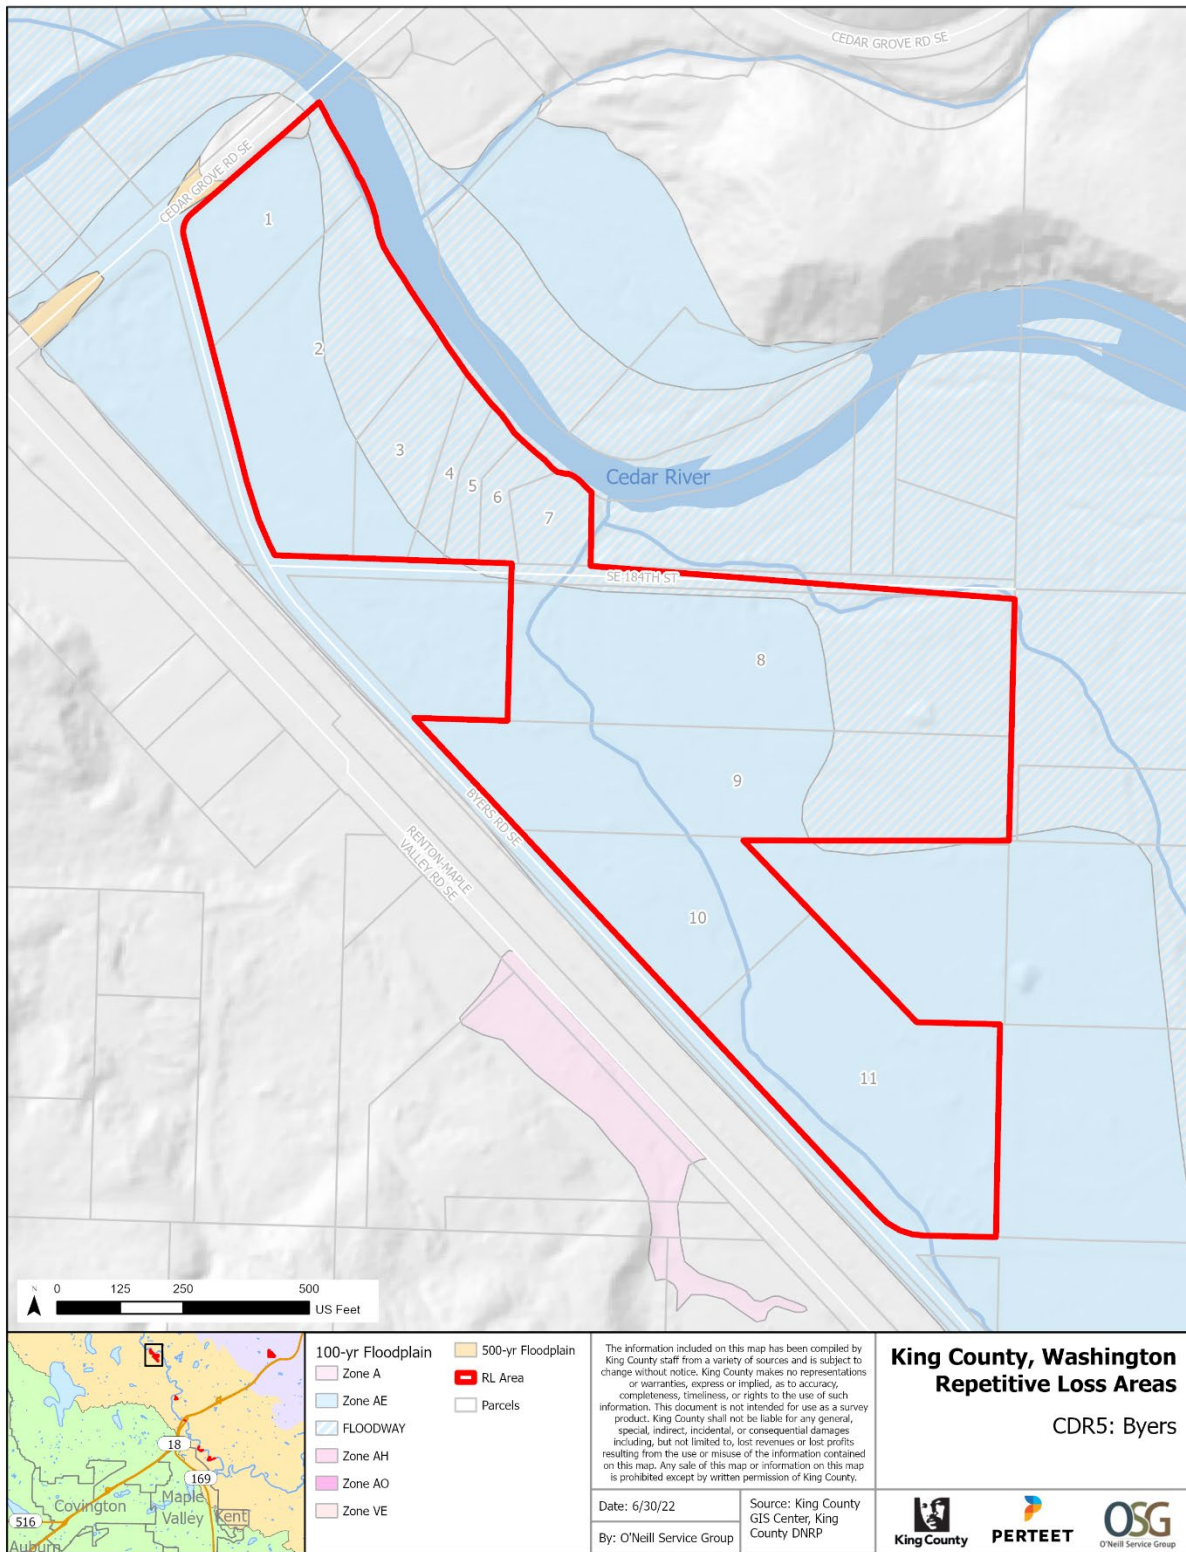 CEDAR GROVE RD SE
CEDAR GROVE RD SE
1
2
3
4
5
6
7
Cedar River
SE 184TH ST
8
9
BYERS RD SE
RENTON-MAPLE
VALLEY RD SE
10
11
N
0 125 250 500
US Feet
18
169
Covington
Maple
Valley
Kent
516
Auburn
100-yr Floodplain
Zone A
Zone AE
FLOODWAY
Zone AH
Zone AO
Zone VE
500-yr Floodplain
RL Area
Parcels
The information included on this map has been compiled by
King County staff from a variety of sources and is subject to
change without notice. King County makes no representations
or warranties, express or implied, as to accuracy,
completeness, timeliness, or rights to the use of such
information. This document is not intended for use as a survey
product. King County shall not be liable for any general,
special, indirect, incidental, or consequential damages
including, but not limited to, lost revenues or lost profits
resulting from the use or misuse of the information contained
on this map. Any sale of this map or information on this map
is prohibited except by written permission of King County.
Date: 6/30/22
By: O'Neill Service Group
Source: King County
GIS Center, King
County DNRP
King County, Washington
Repetitive Loss Areas
CDR5: Byers
King County
PERTEET
OSG
O'Neill Service Group